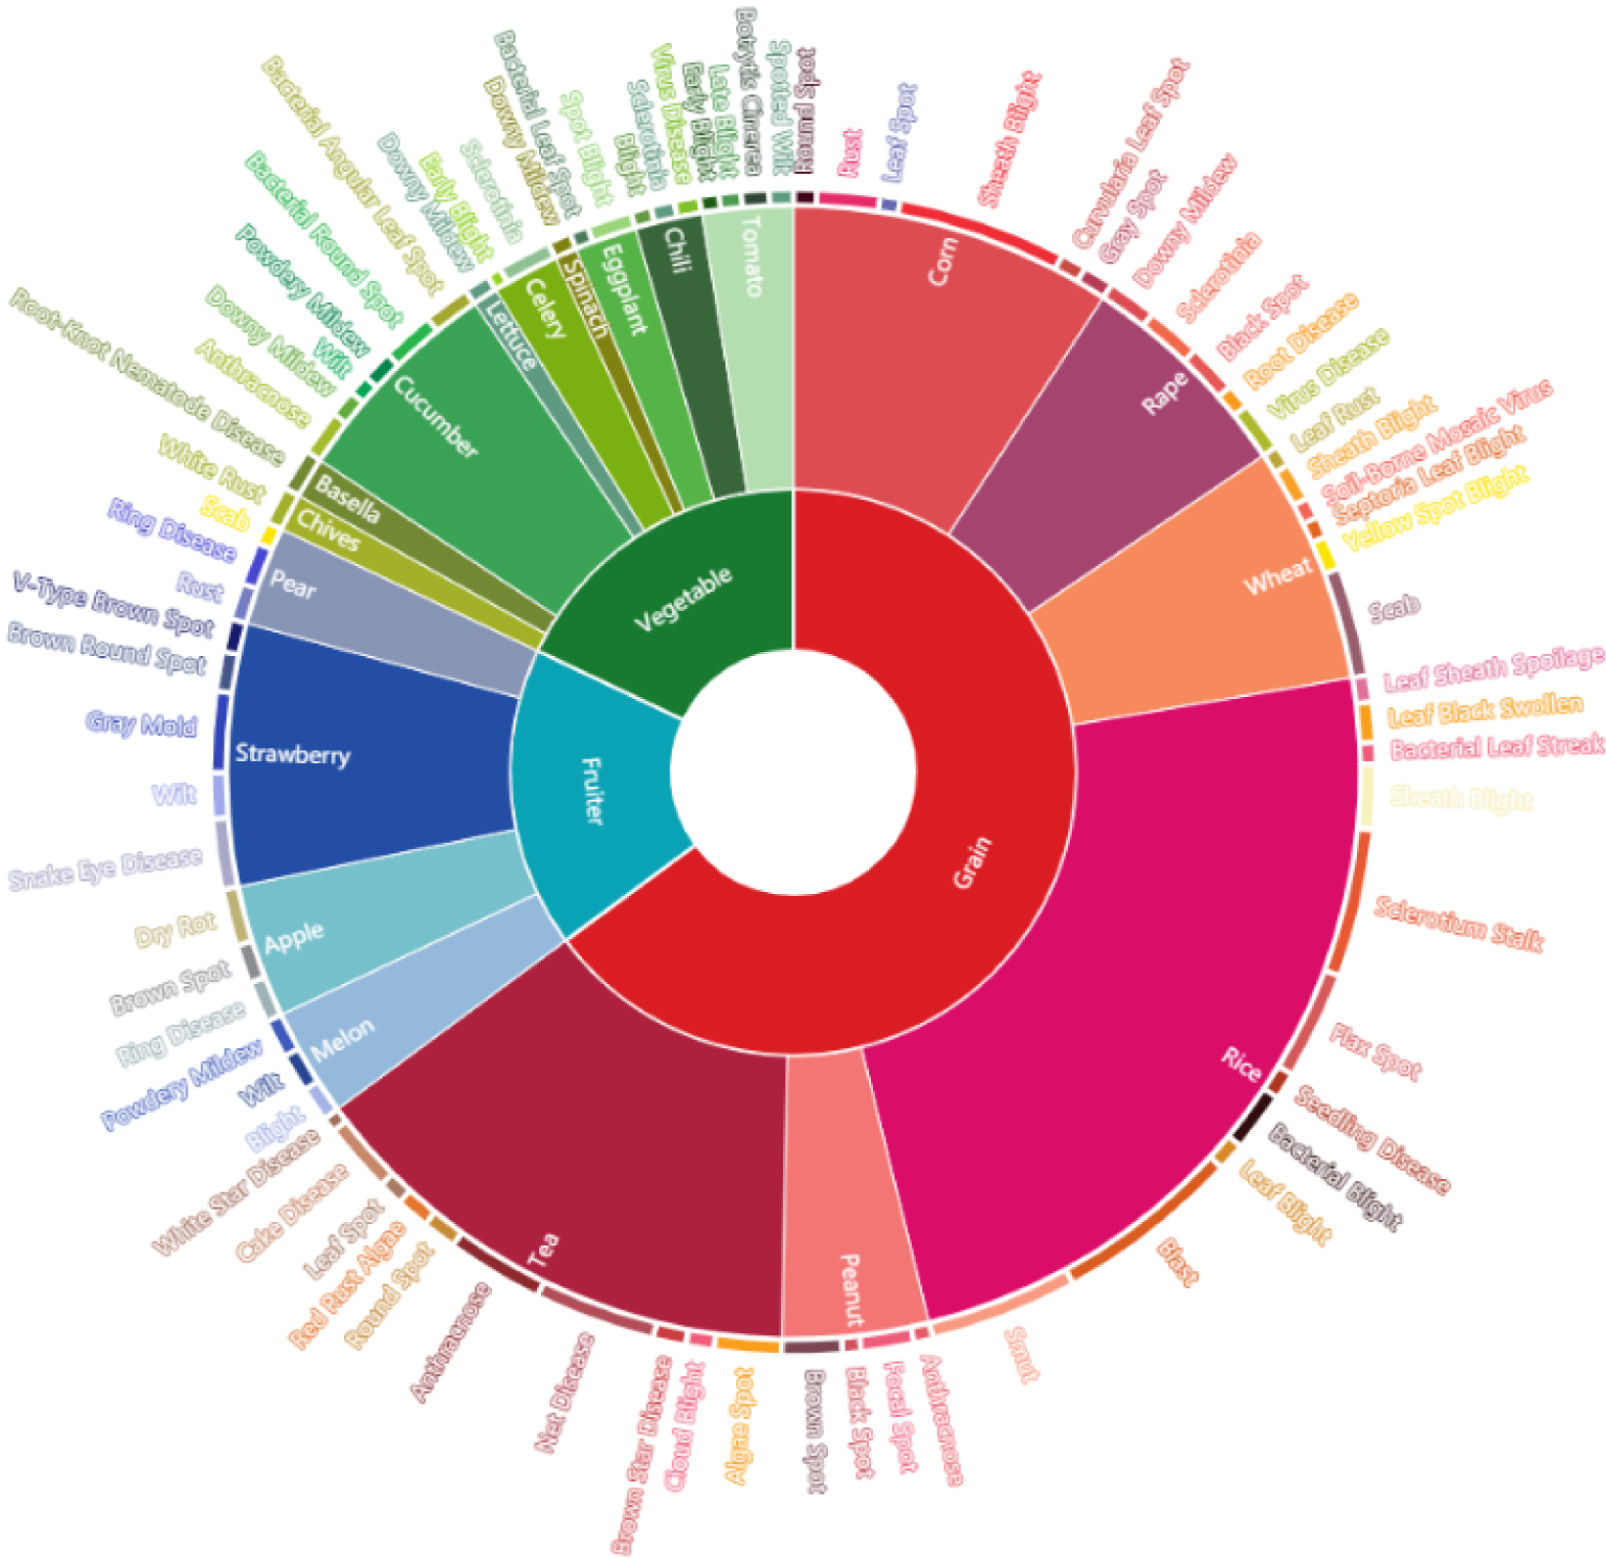 Grain
Fruiter
Vegetable
Corn
Rape
Wheat
Rice
Peanut
Tea
Melon
Apple
Strawberry
Pear
Chives
Basella
Cucumber
Lettuce
Celery
Spinach
Eggplant
Chili
Tomato
Round Spot
Rust
Leaf Spot
Sheath Blight
Curvularia Leaf Spot
Gray Spot
Downy Mildew
Sclerotinia
Black Spot
Root Disease
Virus Disease
Leaf Rust
Sheath Blight
Soil-Borne Mosaic Virus
Septoria Leaf Blight
Yellow Spot Blight
Scab
Leaf Sheath Spoilage
Leaf Black Swollen
Bacterial Leaf Streak
Sheath Blight
Sclerotium Stalk
Flax Spot
Seedling Disease
Bacterial Blight
Leaf Blight
Blast
Smut
Anthracnose
Focal Spot
Black Spot
Brown Spot
Algae Spot
Cloud Blight
Brown Star Disease
Net Disease
Anthracnose
Round Spot
Red Rust Algae
Leaf Spot
Cake Disease
White Star Disease
Blight
Wilt
Powdery Mildew
Ring Disease
Brown Spot
Dry Rot
Snake Eye Disease
Wilt
Gray Mold
Brown Round Spot
V-Type Brown Spot
Rust
Ring Disease
Scab
White Rust
Root-Knot Nematode Disease
Anthracnose
Downy Mildew
Wilt
Powdery Mildew
Bacterial Round Spot
Bacterial Angular Leaf Spot
Downy Mildew
Early Blight
Sclerotinia
Downy Mildew
Bacterial Leaf Spot
Spot Blight
Blight
Sclerotinia
Virus Disease
Early Blight
Late Blight
Botrytis Cinerea
Spotted Wilt